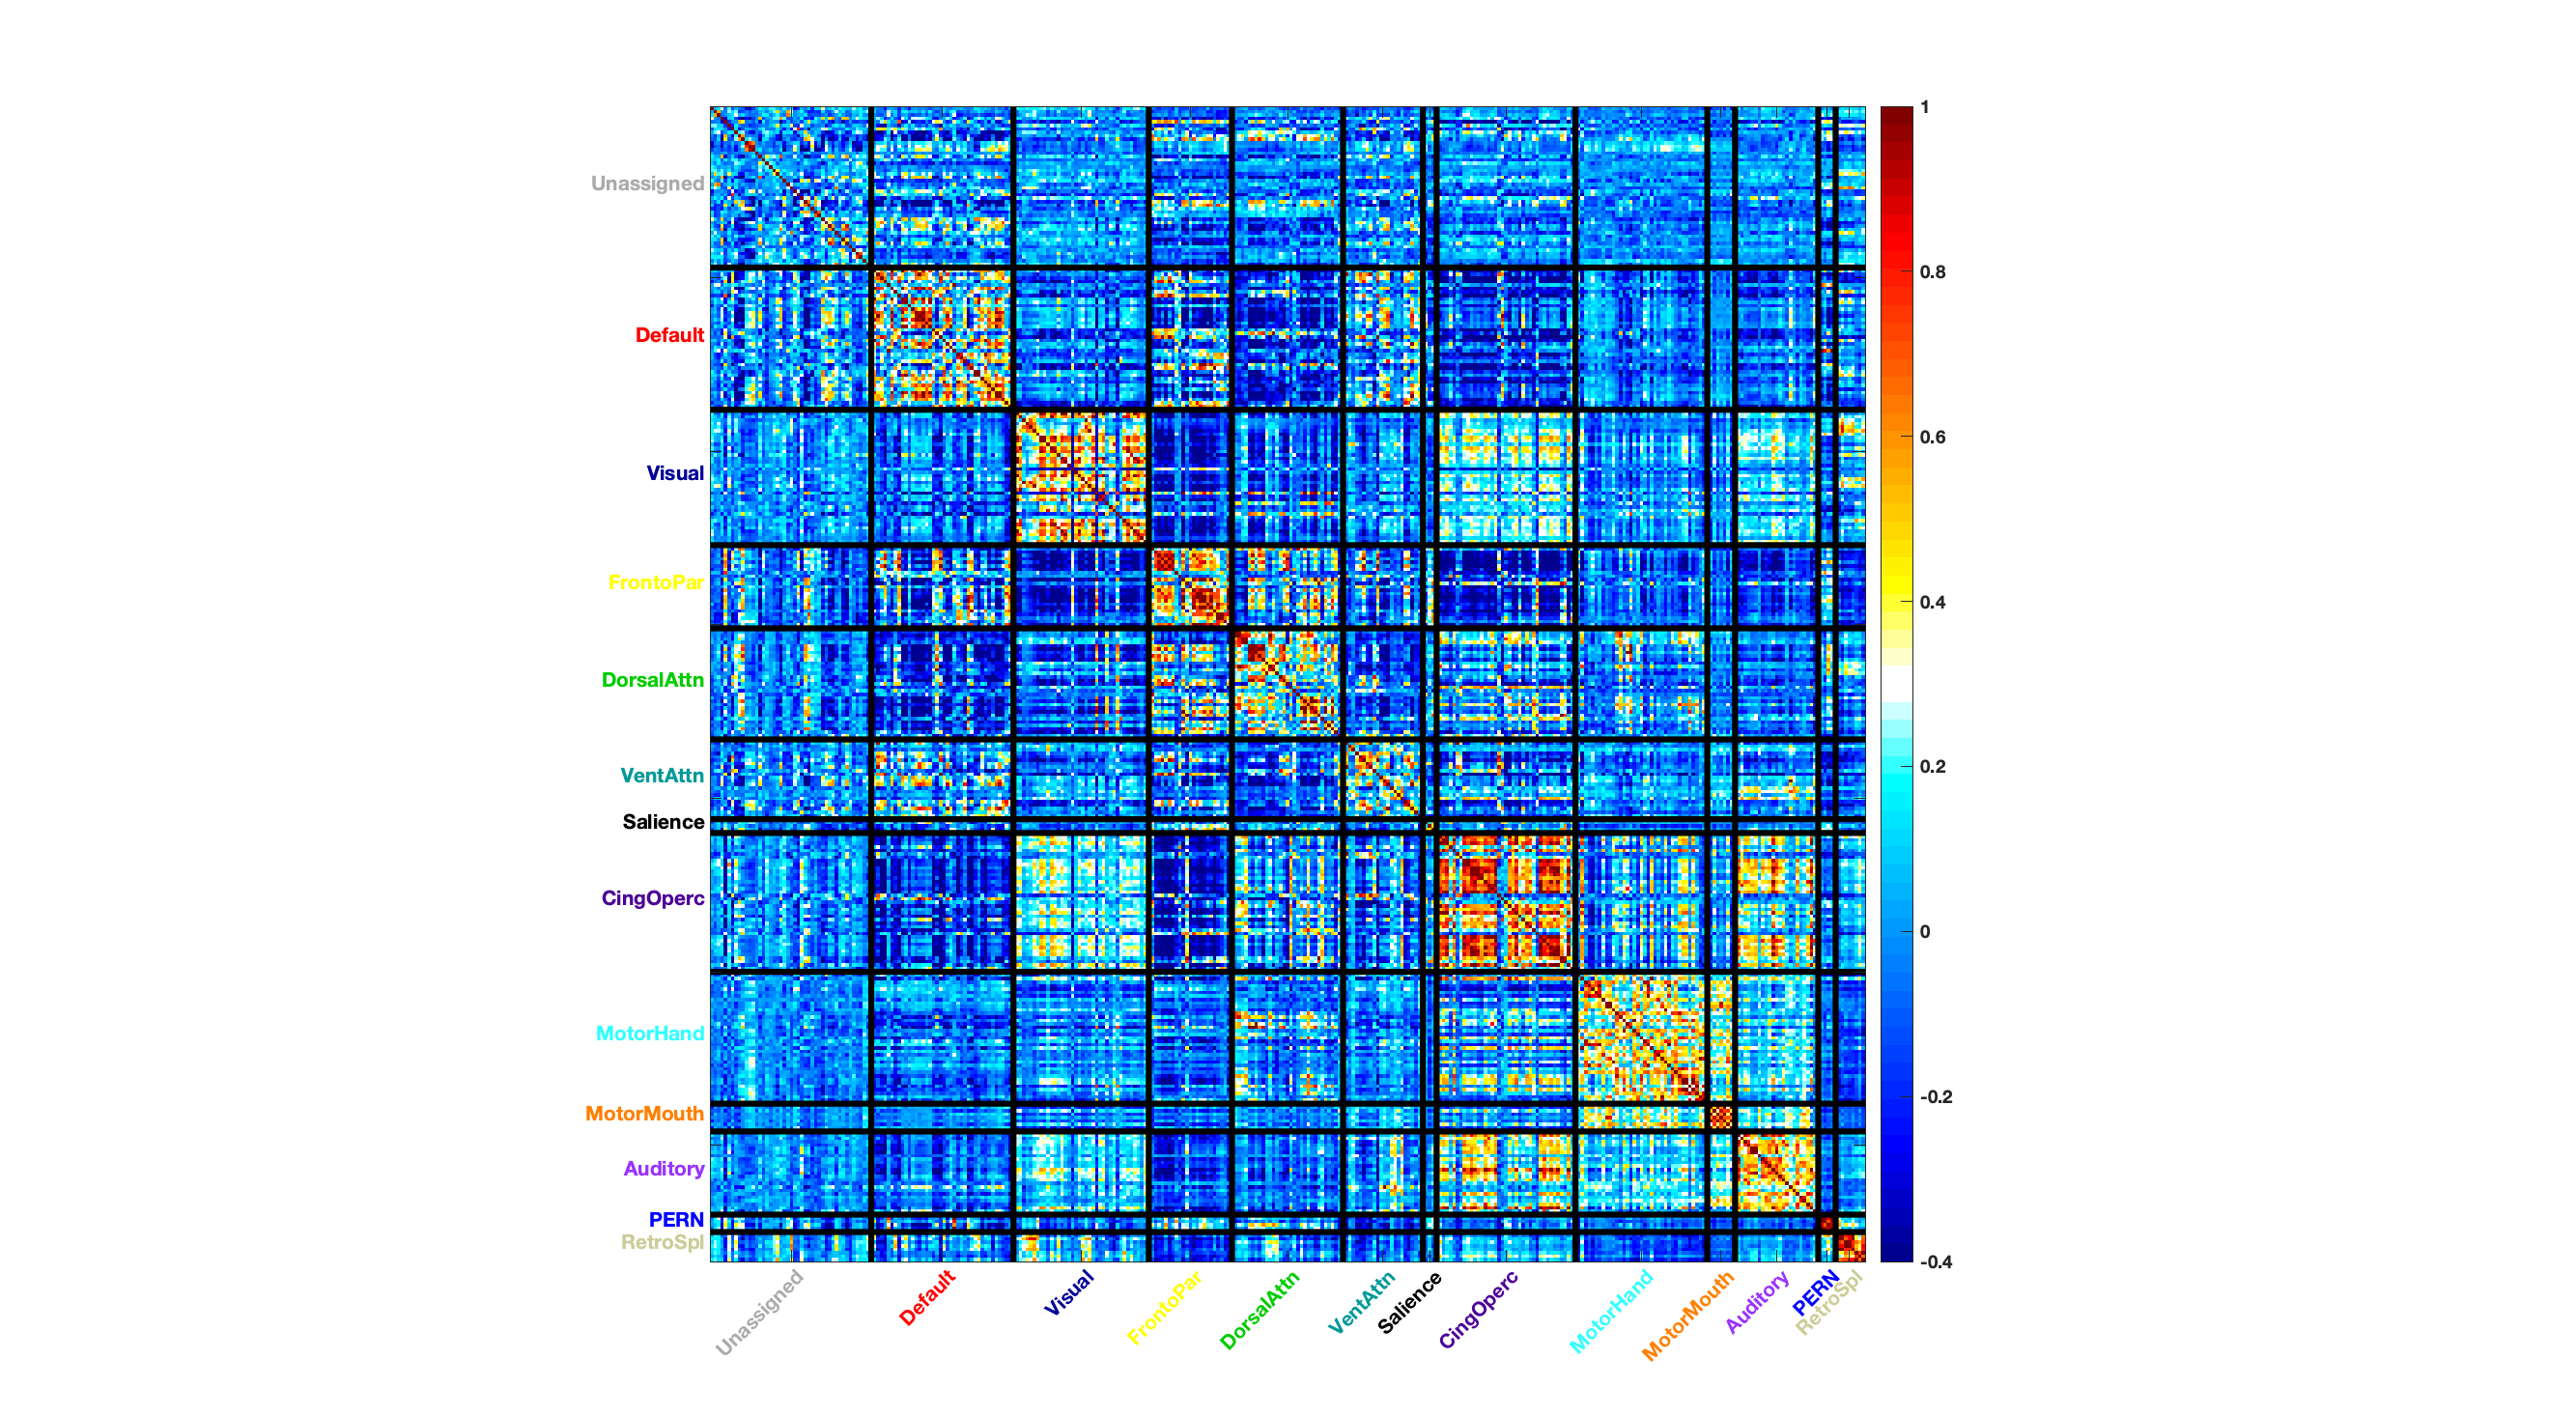 Unassigned
Default
Visual
FrontoPar
DorsalAttn
VentAttn
Salience
CingOperc
MotorHand
MotorMouth
Auditory
PERN
RetroSpl
Unassigned
Default
Visual
FrontoPar
DorsalAttn
VentAttn
Salience
CingOperc
MotorHand
MotorMouth
Auditory
PERN
RetroSpl
1
0.8
0.6
0.4
0.2
0
-0.2
-0.4